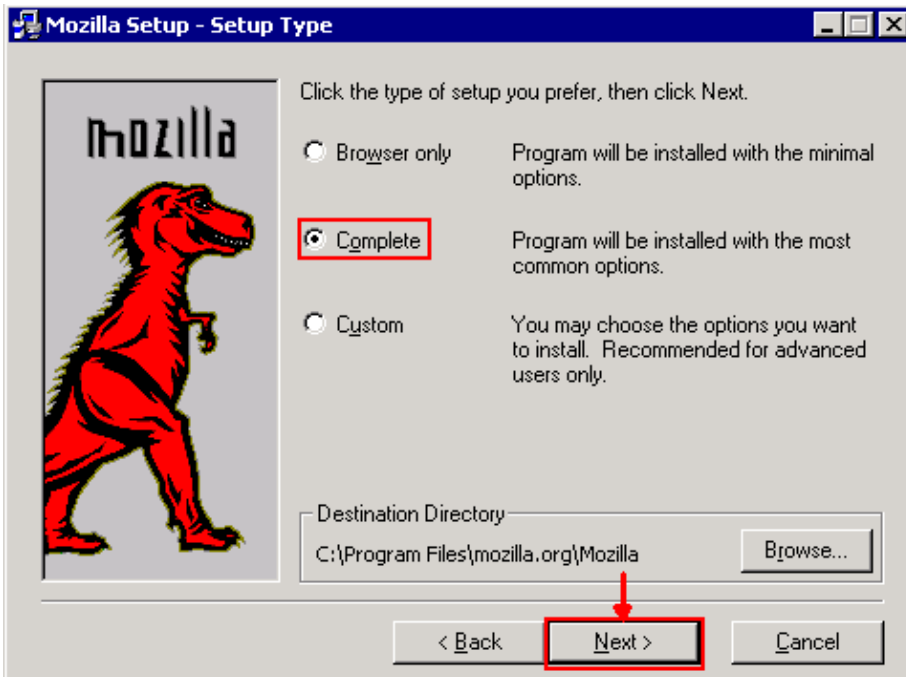 Mozilla Setup - Setup Type
mozilla
Click the type of setup you prefer, then click Next.
Browser only
Program will be installed with the minimal
options.
Complete
Program will be installed with the most
common options.
Custom
You may choose the options you want
to install.  Recommended for advanced
users only.
Destination Directory
C:\Program Files\mozilla.org\Mozilla
Browse...
< Back
Next >
Cancel